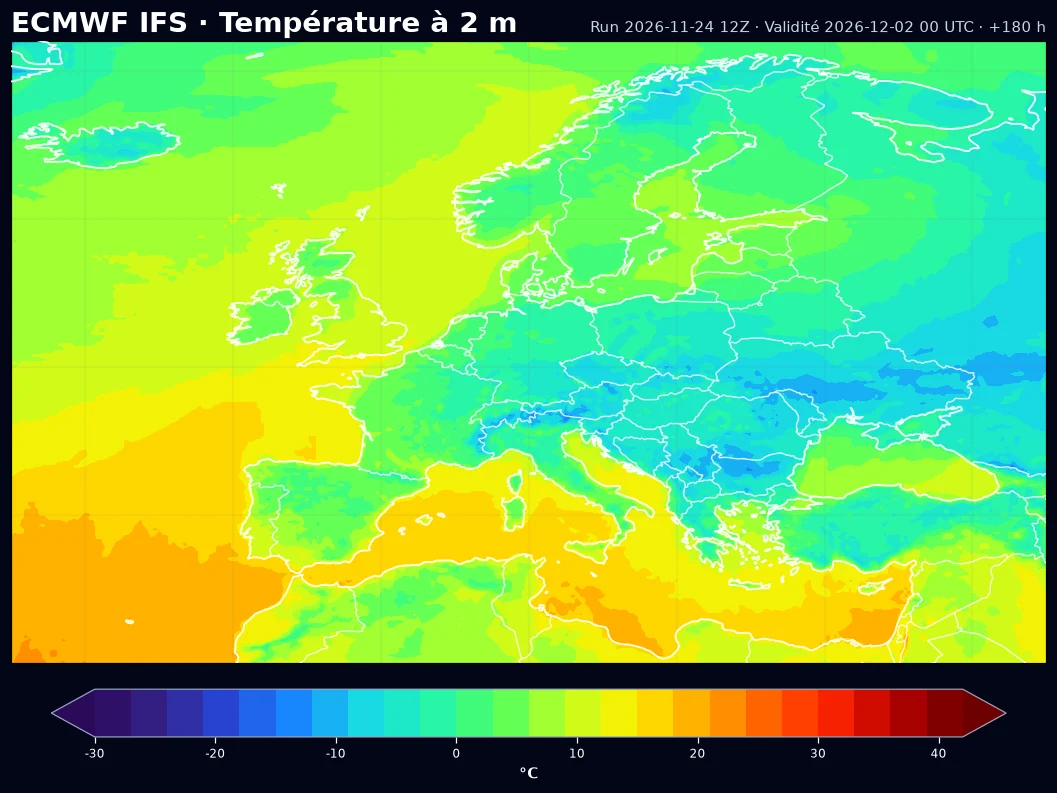 ECMWF IFS · Température à 2 m
Run 2026-11-24 12Z · Validité 2026-12-02 00 UTC · +180 h
-30 -20 -10 0 10 20 30 40
°C